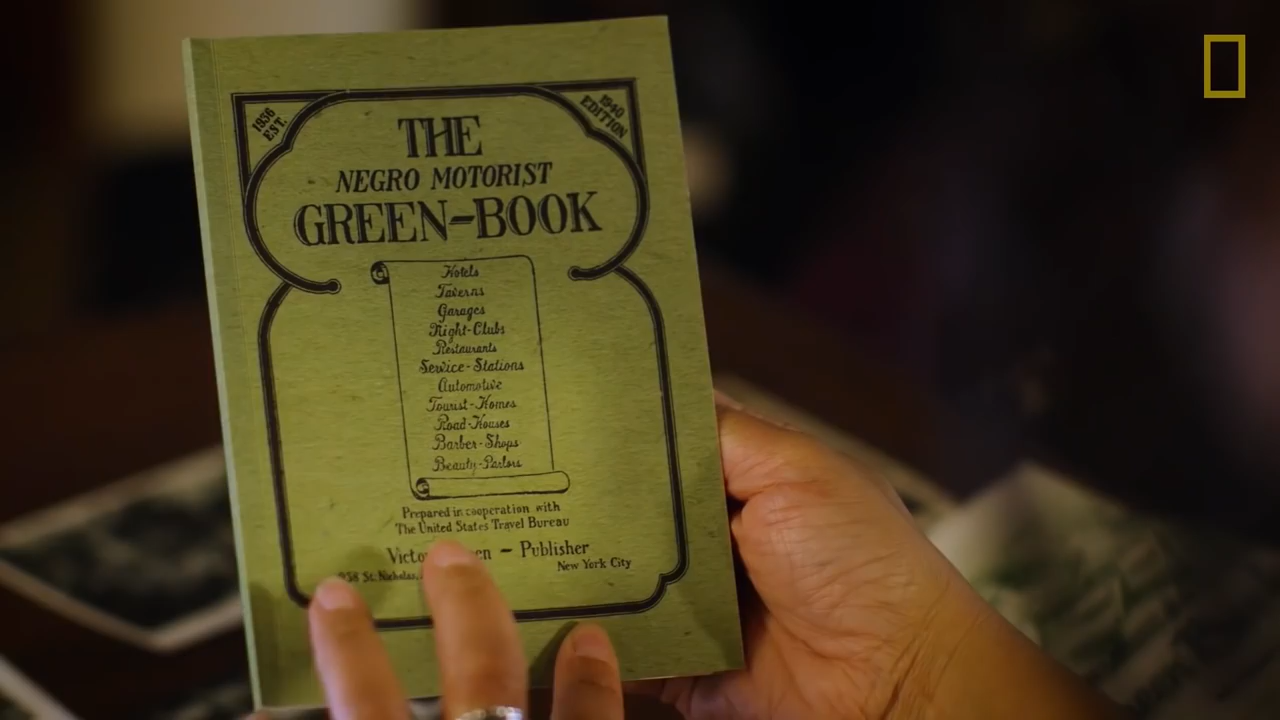 1936
EST.
1940
EDITION
THE
NEGRO MOTORIST
GREEN-BOOK
Hotels
Taverns
Garages
Night-Clubs
Restaurants
Service-Stations
Automotive
Tourist-Homes
Road-Houses
Barber-Shops
Beauty-Parlors
Prepared in cooperation with
The United States Travel Bureau
– Publisher
St. Nicholas,
New York City